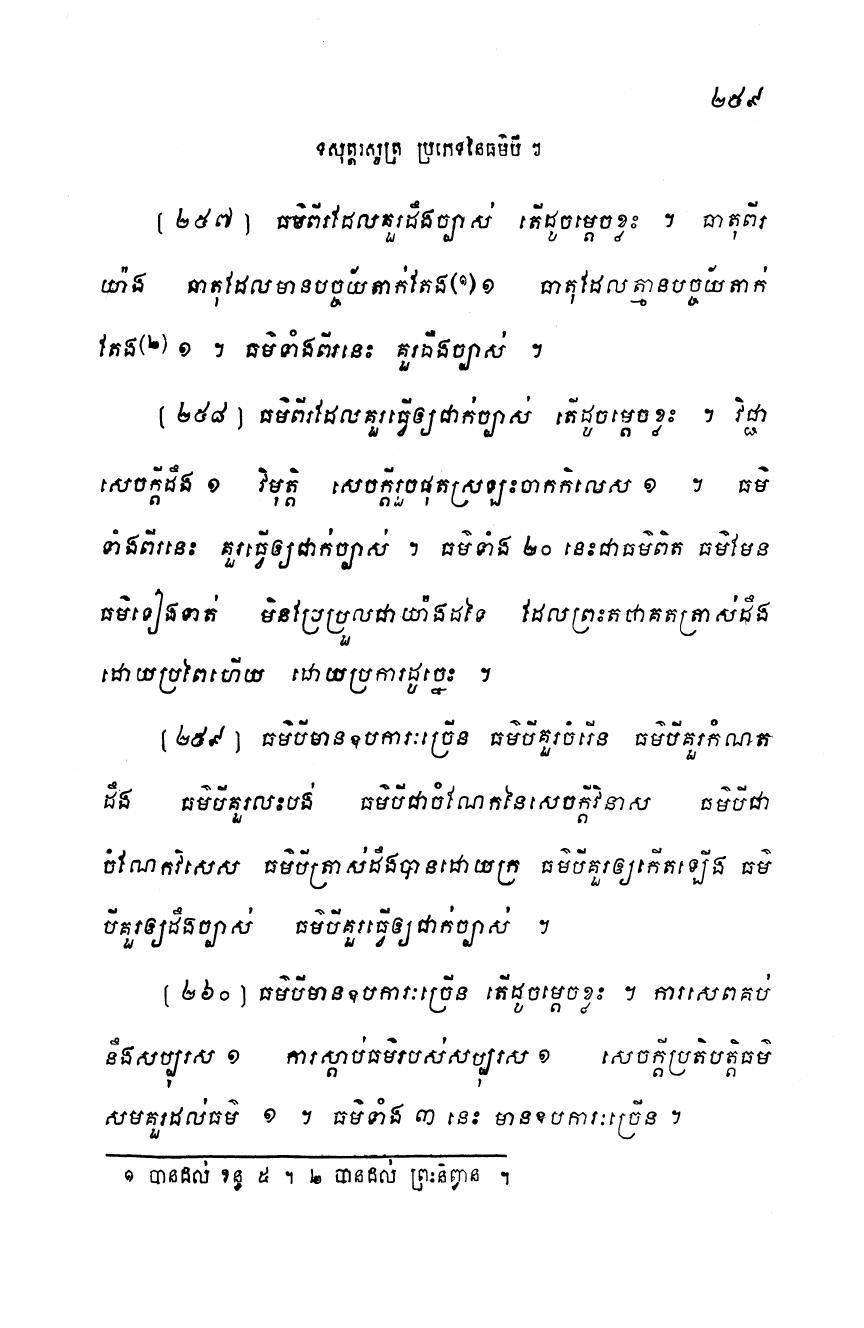 ២៥៩
ទសុត្តរសូត្រ ប្រភេទនៃធម៌បី ។
[ ២៥៧ ] ធម៌ពីរដែលគួរដឹងច្បាស់ តើដូចម្តេចខ្លះ ។ ធាតុពីរ
យ៉ាង ធាតុដែលមានបច្ច័យតាក់តែង(១) ១ ធាតុដែលគ្មានបច្ច័យតាក់
តែង(២) ១ ។ ធម៌ទាំងពីរនេះ គួរដឹងច្បាស់ ។
[ ២៥៨ ] ធម៌ពីរដែលគួរធ្វើឲ្យជាក់ច្បាស់ តើដូចម្តេចខ្លះ ។ វិជ្ជា
សេចក្តីដឹង ១ វិមុត្តិ សេចក្តីរួចផុតស្រឡះចាកកិលេស ១ ។ ធម៌
ទាំងពីរនេះ គួរធ្វើឲ្យជាក់ច្បាស់ ។ ធម៌ទាំង ២០ នេះជាធម៌ពិត ធម៌មែន
ធម៌ទៀងទាត់ មិនប្រែប្រួលជាយ៉ាងដទៃ ដែលព្រះតថាគតត្រាស់ដឹង
ដោយប្រពៃហើយ ដោយប្រការដូច្នេះ ។
[ ២៥៩ ] ធម៌បីមានឧបការៈច្រើន ធម៌បីគួរចំរើន ធម៌បីគួរកំណត
ដឹង ធម៌បីគួរលះបង់ ធម៌បីជាចំណែកនៃសេចក្តីវិនាស ធម៌បីជា
ចំណែកវិសេស ធម៌បីត្រាស់ដឹងបានដោយក្រ ធម៌បីគួរឲ្យកើតឡើង ធម៌
បីគួរឲ្យដឹងច្បាស់ ធម៌បីគួរធ្វើឲ្យជាក់ច្បាស់ ។
[ ២៦០ ] ធម៌បីមានឧបការៈច្រើន តើដូចម្តេចខ្លះ ។ ការសេពគប់
នឹងសប្បុរស ១ ការស្តាប់ធម៌របស់សប្បុរស ១ សេចក្តីប្រតិបត្តិធម៌
សមគួរដល់ធម៌ ១ ។ ធម៌ទាំង ៣ នេះ មានឧបការៈច្រើន ។
១ បានដល់ ខន្ធ ៥ ។ ២ បានដល់ ព្រះនិព្វាន ។